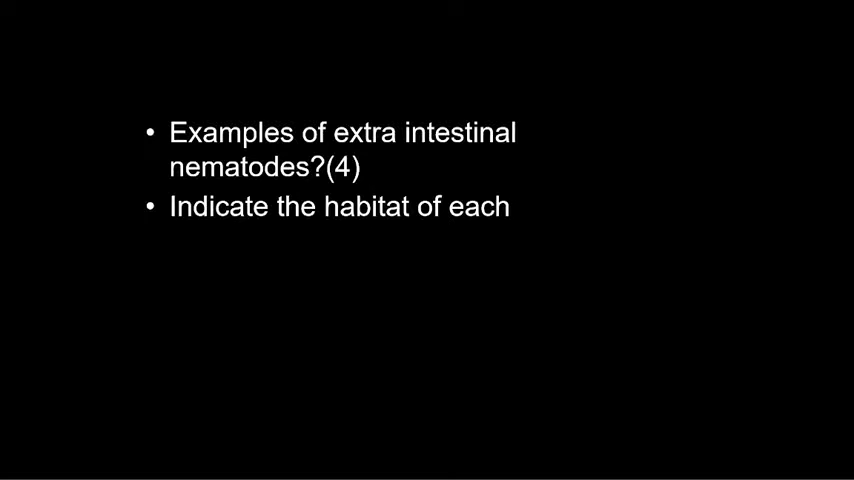 • Examples of extra intestinal
nematodes?(4)
• Indicate the habitat of each